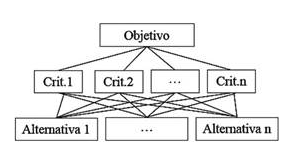 Objetivo
Crit.1 Crit.2 ... Crit.n
Alternativa 1 ... Alternativa n